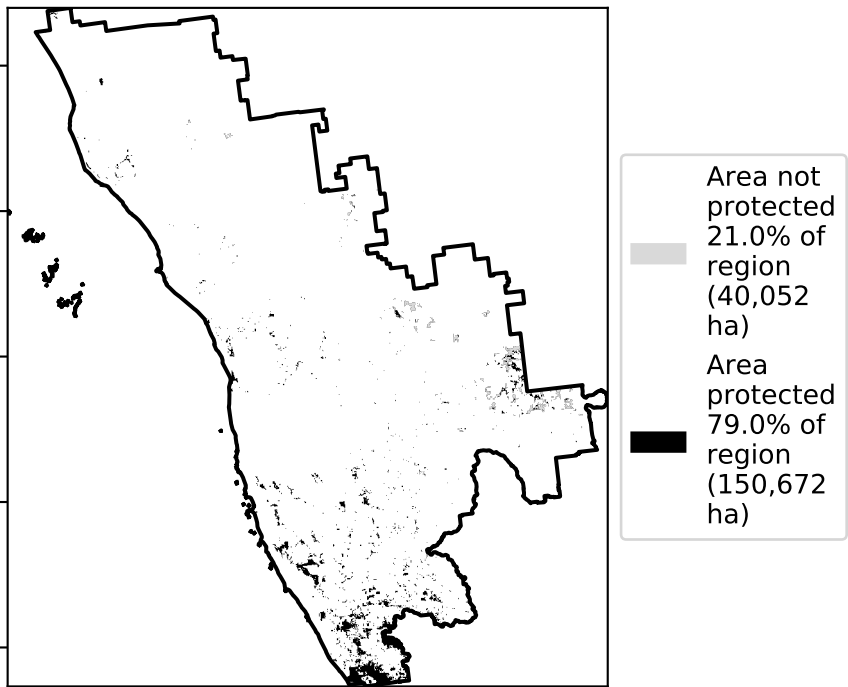 Area not
protected
21.0% of
region
(40,052
ha)
Area
protected
79.0% of
region
(150,672
ha)